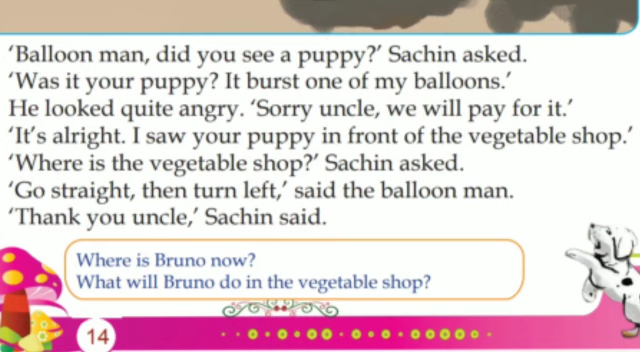 ‘Balloon man, did you see a puppy?’ Sachin asked.
‘Was it your puppy? It burst one of my balloons.’
He looked quite angry. ‘Sorry uncle, we will pay for it.’
‘It’s alright. I saw your puppy in front of the vegetable shop.’
‘Where is the vegetable shop?’ Sachin asked.
‘Go straight, then turn left,’ said the balloon man.
‘Thank you uncle,’ Sachin said.
Where is Bruno now?
What will Bruno do in the vegetable shop?
14